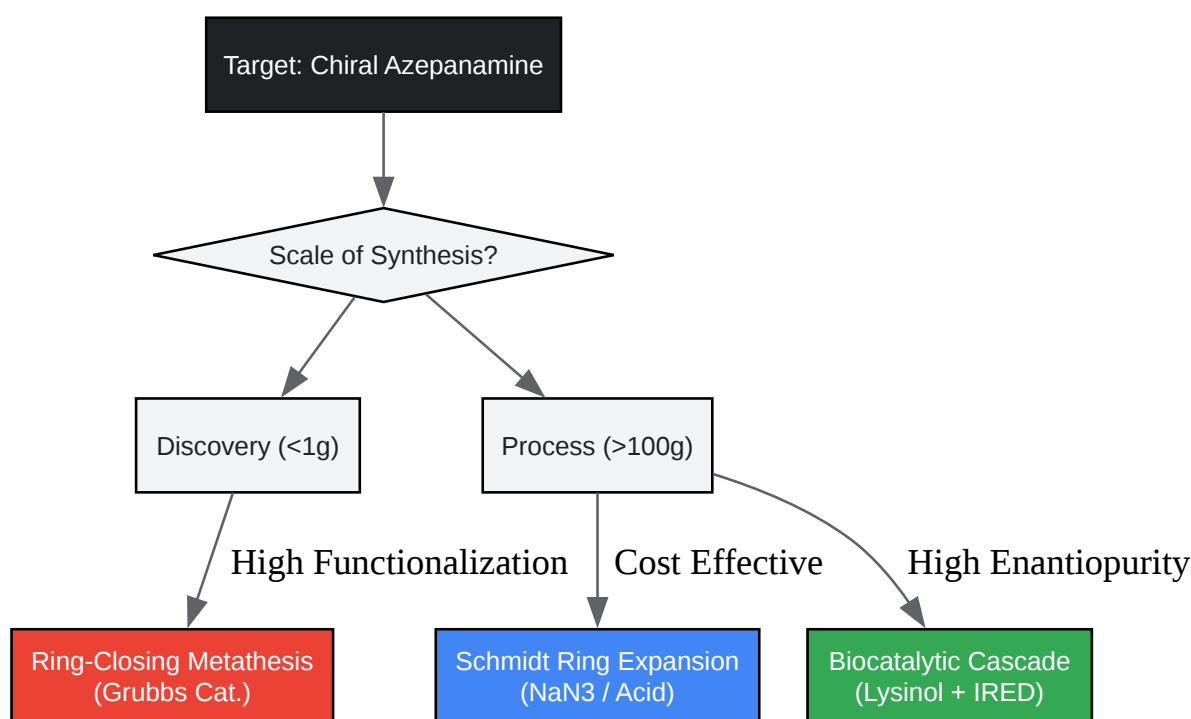 Target: Chiral Azepanamine
Scale of Synthesis?
Discovery (<1g)
Process (>100g)
High Functionalization
Cost Effective
High Enantiopurity
Ring-Closing Metathesis
(Grubbs Cat.)
Schmidt Ring Expansion
(NaN3 / Acid)
Biocatalytic Cascade
(Lysinol + IRED)